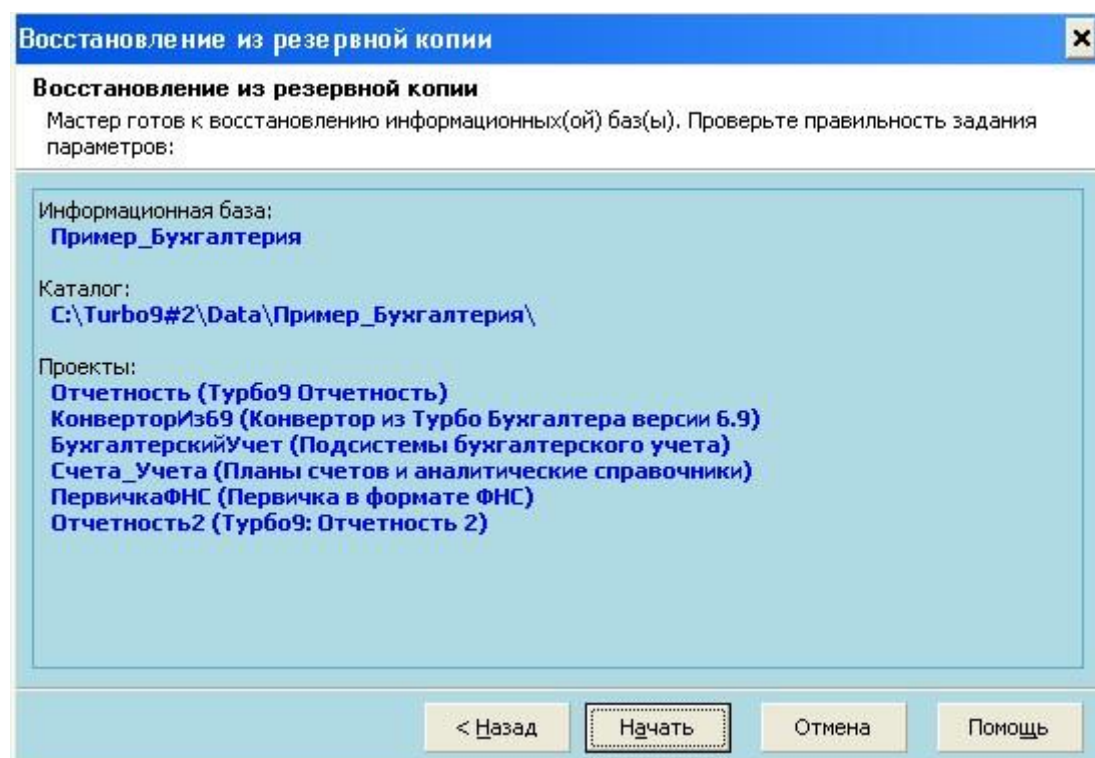 Восстановление из резервной копии
Восстановление из резервной копии
Мастер готов к восстановлению информационных(ой) баз(ы). Проверьте правильность задания
параметров:
Информационная база:
Пример_Бухгалтерия
Каталог:
C:\Turbo9#2\Data\Пример_Бухгалтерия\
Проекты:
Отчетность (Турбо9 Отчетность)
КонверторИз69 (Конвертор из Турбо Бухгалтера версии 6.9)
БухгалтерскийУчет (Подсистемы бухгалтерского учета)
Счета_Учета (Планы счетов и аналитические справочники)
ПервичкаФНС (Первичка в формате ФНС)
Отчетность2 (Турбо9: Отчетность 2)
< Назад Начать Отмена Помощь